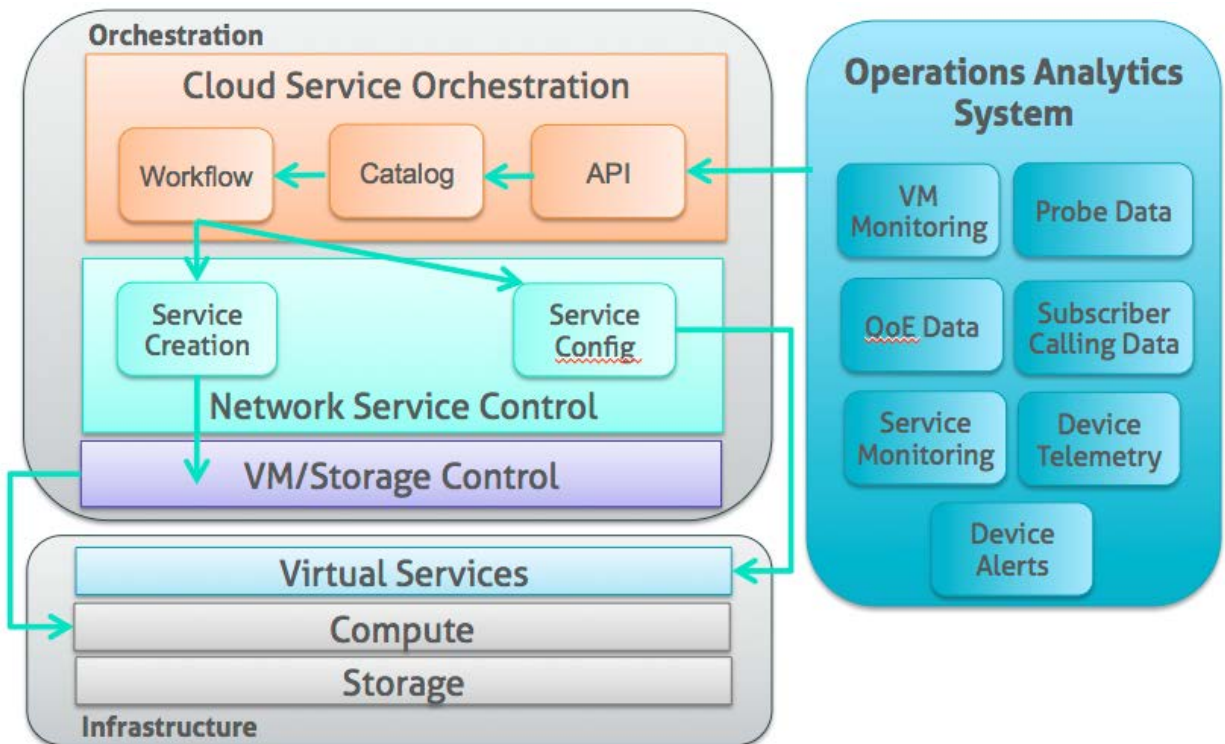 Orchestration
Cloud Service Orchestration
Workflow
Catalog
API
Service
Creation
Service
Config
Network Service Control
VM/Storage Control
Virtual Services
Compute
Storage
Infrastructure
Operations Analytics
System
VM
Monitoring
Probe Data
QoE Data
Subscriber
Calling Data
Service
Monitoring
Device
Telemetry
Device
Alerts